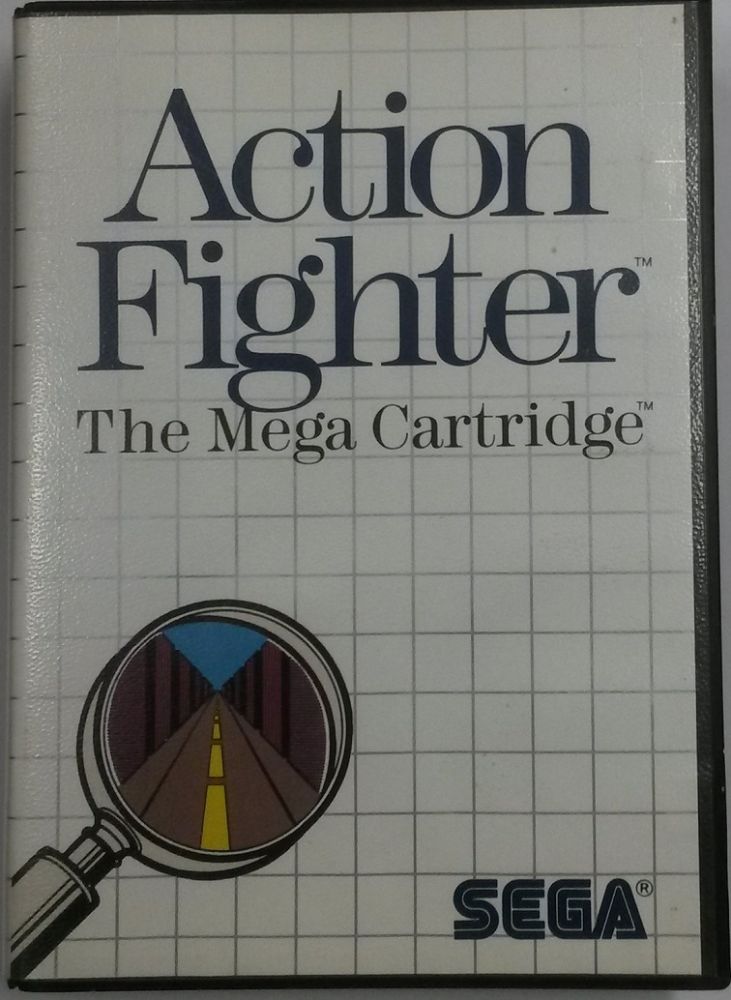 Action
Fighter™
The Mega Cartridge™
SEGA®